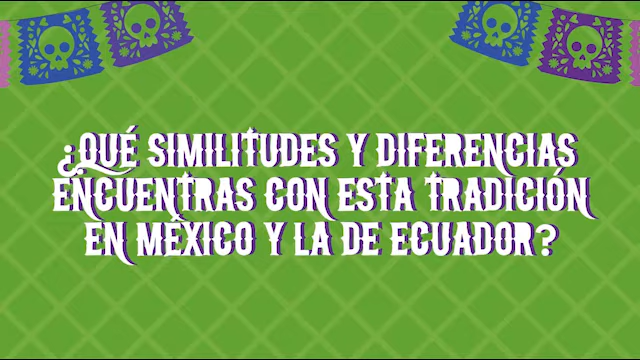 ¿QUÉ SIMILITUDES Y DIFERENCIAS
ENCUENTRAS CON ESTA TRADICIÓN
EN MÉXICO Y LA DE ECUADOR?